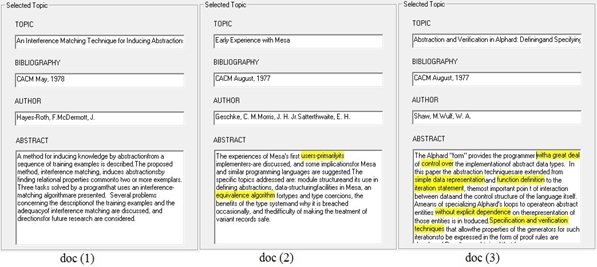 Selected Topic
TOPIC
An Interference Matching Technique for Inducing Abstraction
BIBLIOGRAPHY
CACM May, 1978
AUTHOR
Hayes-Roth, F.McDermott, J.
ABSTRACT
A method for inducing knowledge by abstractionfrom a
sequence of training examples is described.The proposed
method, interference matching, induces abstractionsby
finding relational properties commonto two or more exemplars.
Three tasks solved by a programthat uses an interference-
matching algorithmare presented. Several problems
concerning the descriptionof the training examples and the
adequacyof interference matching are discussed, and
directionsfor future research are considered.
doc (1)
Selected Topic
TOPIC
Early Experience with Mesa
BIBLIOGRAPHY
CACM August, 1977
AUTHOR
Geschke, C. M.Morris, J. H. Jr.Satterthwaite, E. H.
ABSTRACT
The experiences of Mesa's first users-primarilyits
implementers-are discussed, and some implicationsfor Mesa
and similar programming languages are suggested.The
specific topics addressed are: module structureand its use in
defining abstractions, data-structuringfacilities in Mesa, an
equivalence algorithm fortypes and type coercions, the
benefits of the type systemand why it is breached
occasionally, and thedifficulty of making the treatment of
variant records safe.
doc (2)
Selected Topic
TOPIC
Abstraction and Verification in Alphard: Definingand Specifying
BIBLIOGRAPHY
CACM August, 1977
AUTHOR
Shaw, M.Wulf, W. A.
ABSTRACT
The Alphard "form" provides the programmer witha great deal
of control over the implementationof abstract data types. In
this paper the abstraction techniquesare extended from
simple data representationand function definition to the
iteration statement, themost important poin t of interaction
between dataand the control structure of the language itself.
Ameans of specializing Alphard's loops to operateon abstract
entities without explicit dependence on therepresentation of
those entities is in troduced.Specification and verification
techniques that allowthe properties of the generators for such
iterationsto be expressed in the form of proof rules are
doc (3)